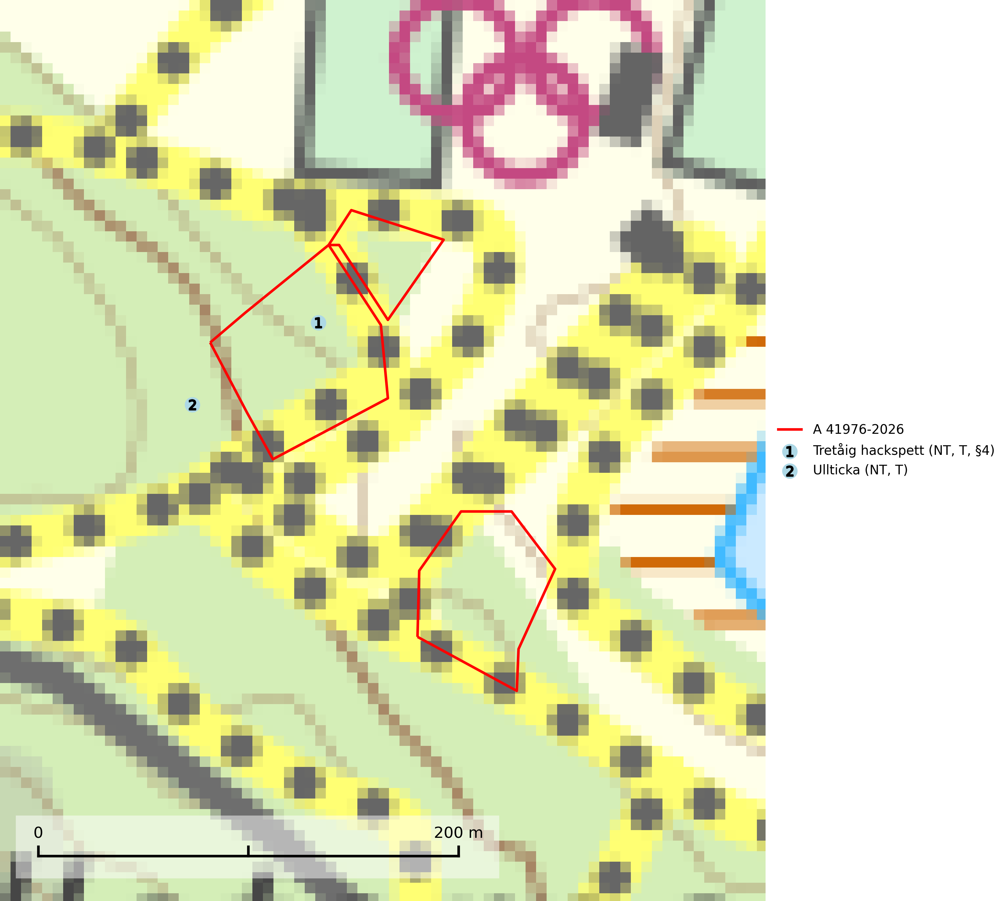 1
2
A 41976-2026
1 Tretåig hackspett (NT, T, §4)
2 Ullticka (NT, T)
0 200 m